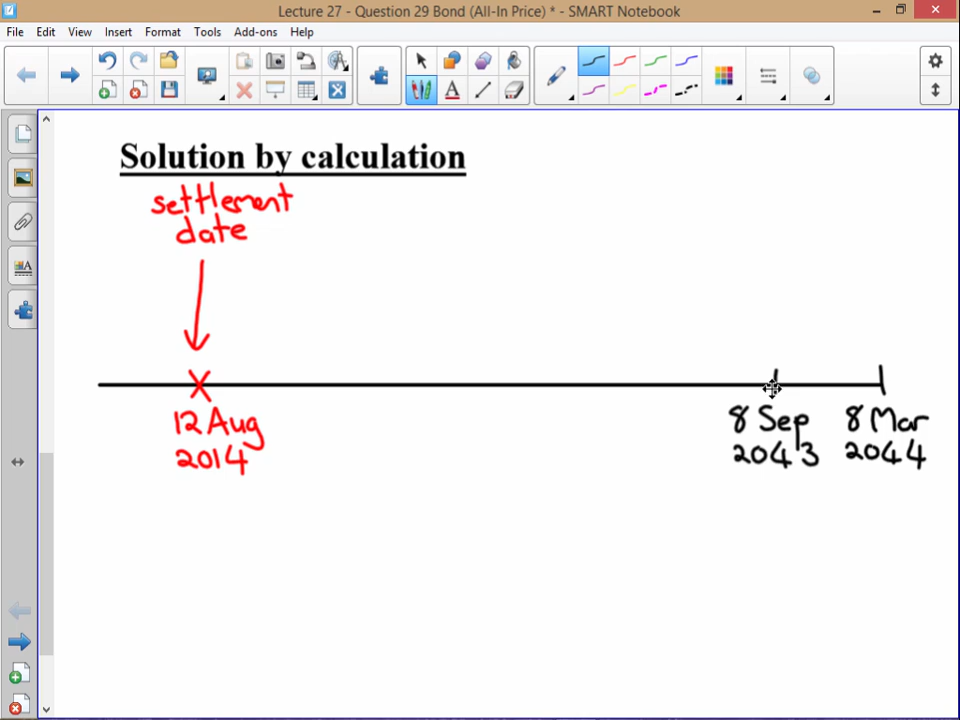 Lecture 27 - Question 29 Bond (All-In Price) * - SMART Notebook
File Edit View Insert Format Tools Add-ons Help
Solution by calculation
settlement
date
12 Aug
2014
8 Sep
2043
8 Mar
2044